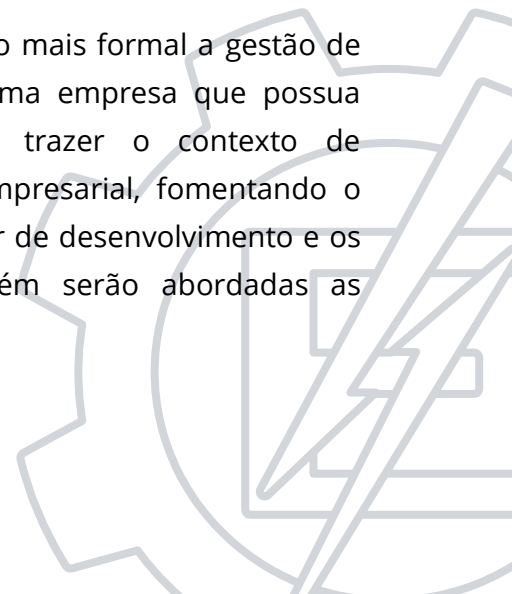 o mais formal a gestão de
ma empresa que possua
trazer o contexto de
mpresarial, fomentando o
r de desenvolvimento e os
ém serão abordadas as